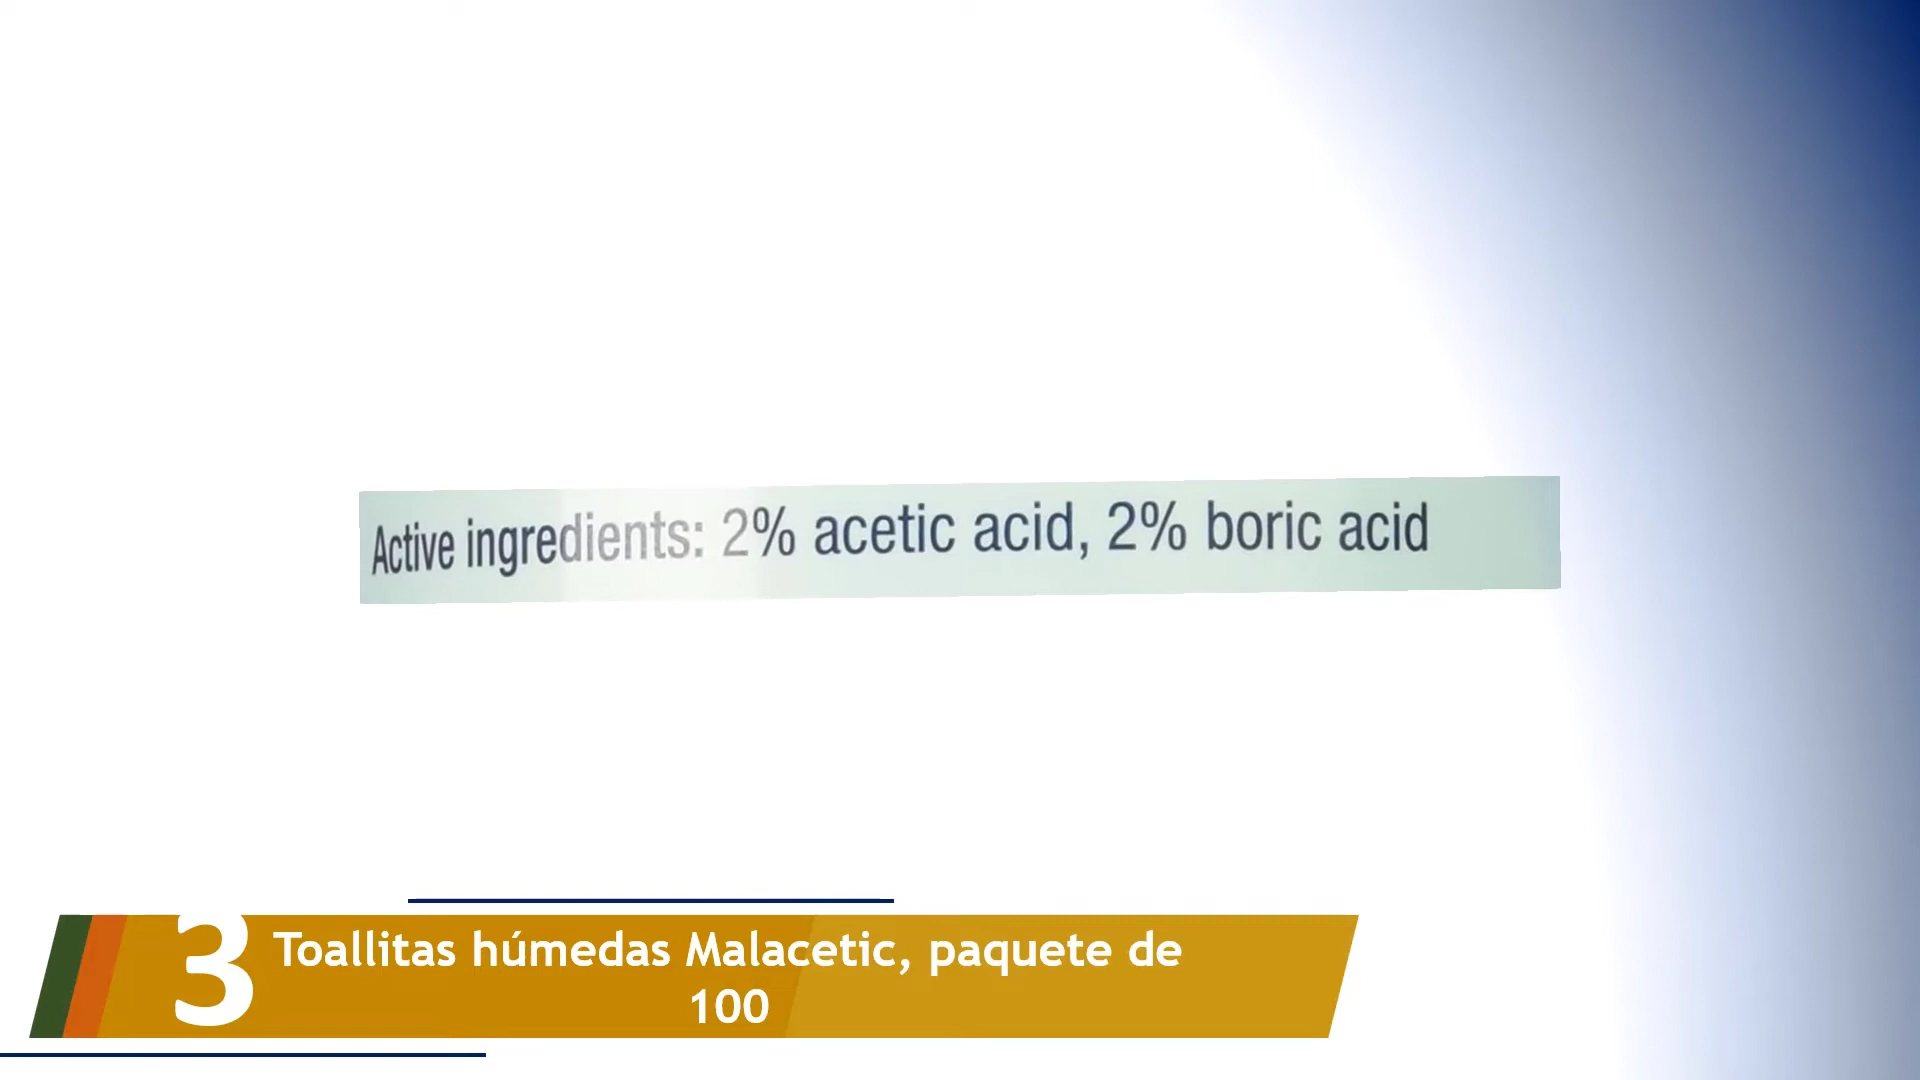 Active ingredients: 2% acetic acid, 2% boric acid
3
Toallitas húmedas Malacetic, paquete de
100